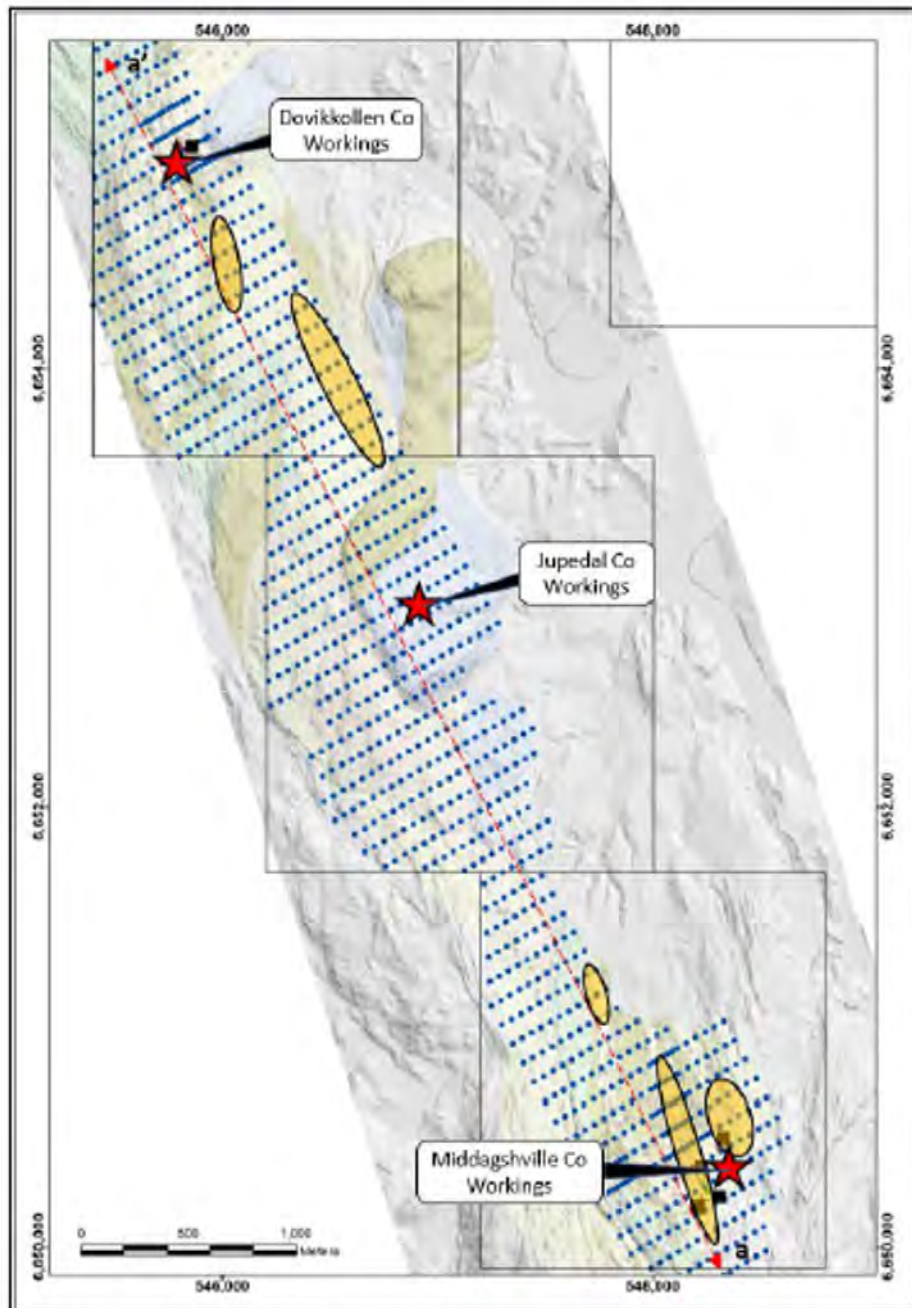 546,000 548,000
a'
Dovikkollen Co
Workings
6,654,000 6,654,000
Jupedal Co
Workings
6,652,000 6,652,000
Middagshville Co
Workings
a
0 500 1,000
Meters
6,650,000 6,650,000
546,000 548,000